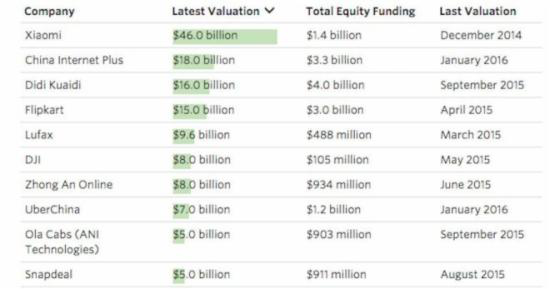 Company Latest Valuation Total Equity Funding Last Valuation
Xiaomi $46.0 billion $1.4 billion December 2014
China Internet Plus $18.0 billion $3.3 billion January 2016
Didi Kuaidi $16.0 billion $4.0 billion September 2015
Flipkart $15.0 billion $3.0 billion April 2015
Lufax $9.6 billion $488 million March 2015
DJI $8.0 billion $105 million May 2015
Zhong An Online $8.0 billion $934 million June 2015
UberChina $7.0 billion $1.2 billion January 2016
Ola Cabs (ANI $5.0 billion $903 million September 2015
Technologies)
Snapdeal $5.0 billion $911 million August 2015